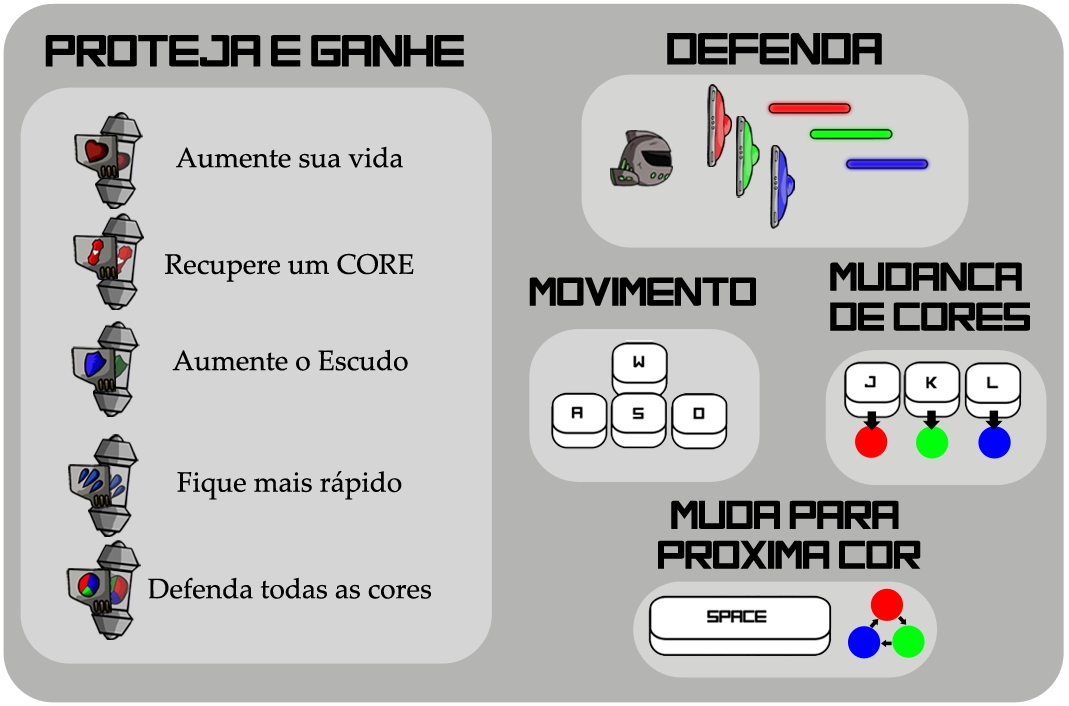 PROTEJA E GANHE
Aumente sua vida
Recupere um CORE
Aumente o Escudo
Fique mais rápido
Defenda todas as cores
DEFENDA
MOVIMENTO
W
A S D
MUDANCA
DE CORES
J K L
MUDA PARA
PROXIMA COR
SPACE